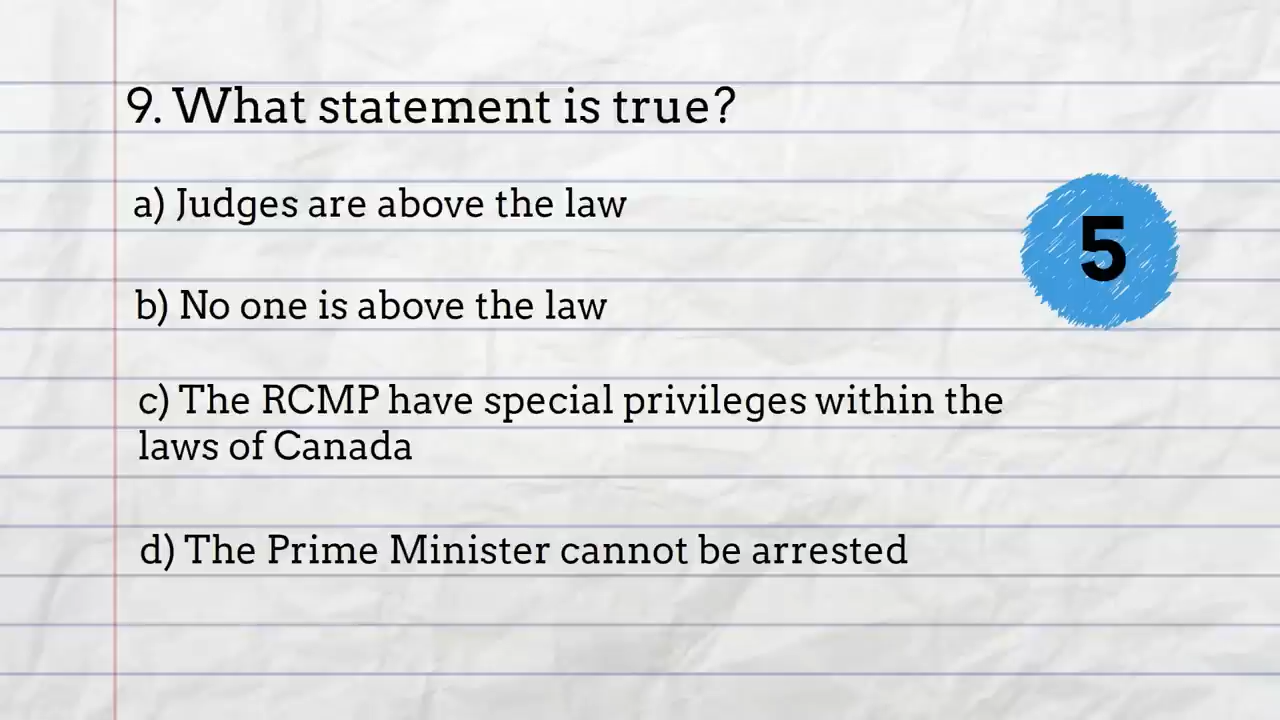 9. What statement is true?
a) Judges are above the law
5
b) No one is above the law
c) The RCMP have special privileges within the
laws of Canada
d) The Prime Minister cannot be arrested